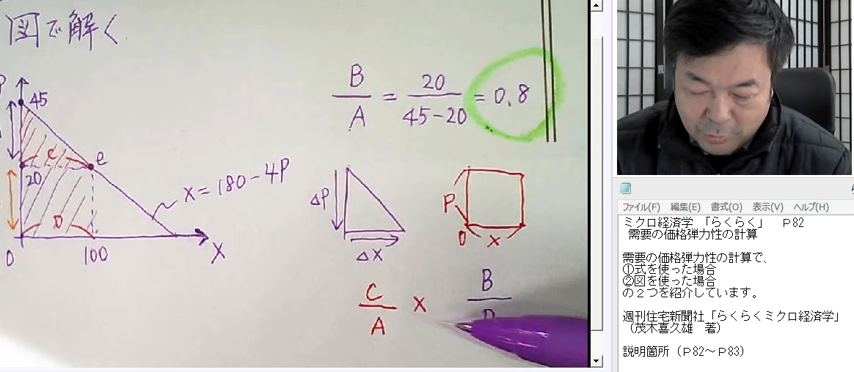 図で解く
P
45
C
e
20
D
0
100
X
x = 180 - 4P
B/A = 20/(45-20) = 0.8
ΔP
ΔX
P
0
x
C/A × B/D
ファイル(F) 編集(E) 書式(O) 表示(V) ヘルプ(H)
ミクロ経済学 「らくらく」 P82
需要の価格弾力性の計算
需要の価格弾力性の計算で、
①式を使った場合
②図を使った場合
の2つを紹介しています。
週刊住宅新聞社「らくらくミクロ経済学」
(茂木喜久雄 著)
説明箇所(P82～P83)